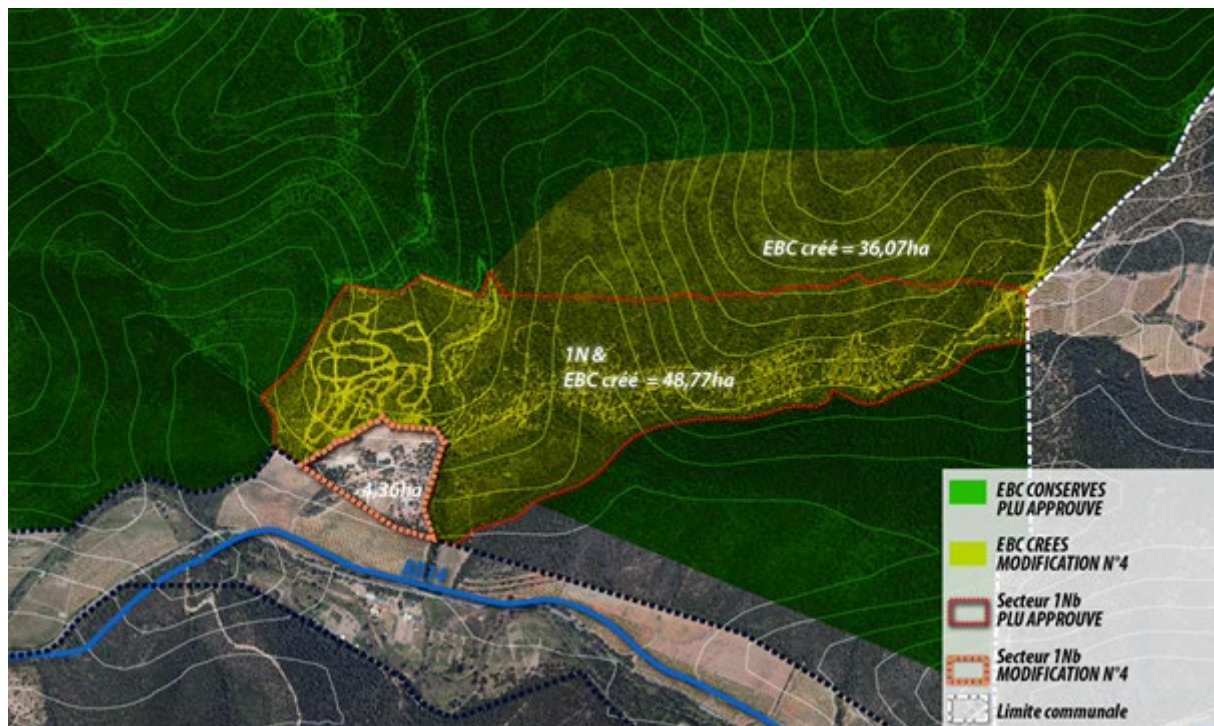 EBC créé = 36,07ha
1N &
EBC créé = 48,77ha
4,36ha
EBC CONSERVES
PLU APPROUVE
EBC CREES
MODIFICATION N°4
Secteur 1Nb
PLU APPROUVE
Secteur 1Nb
MODIFICATION N°4
Limite communale